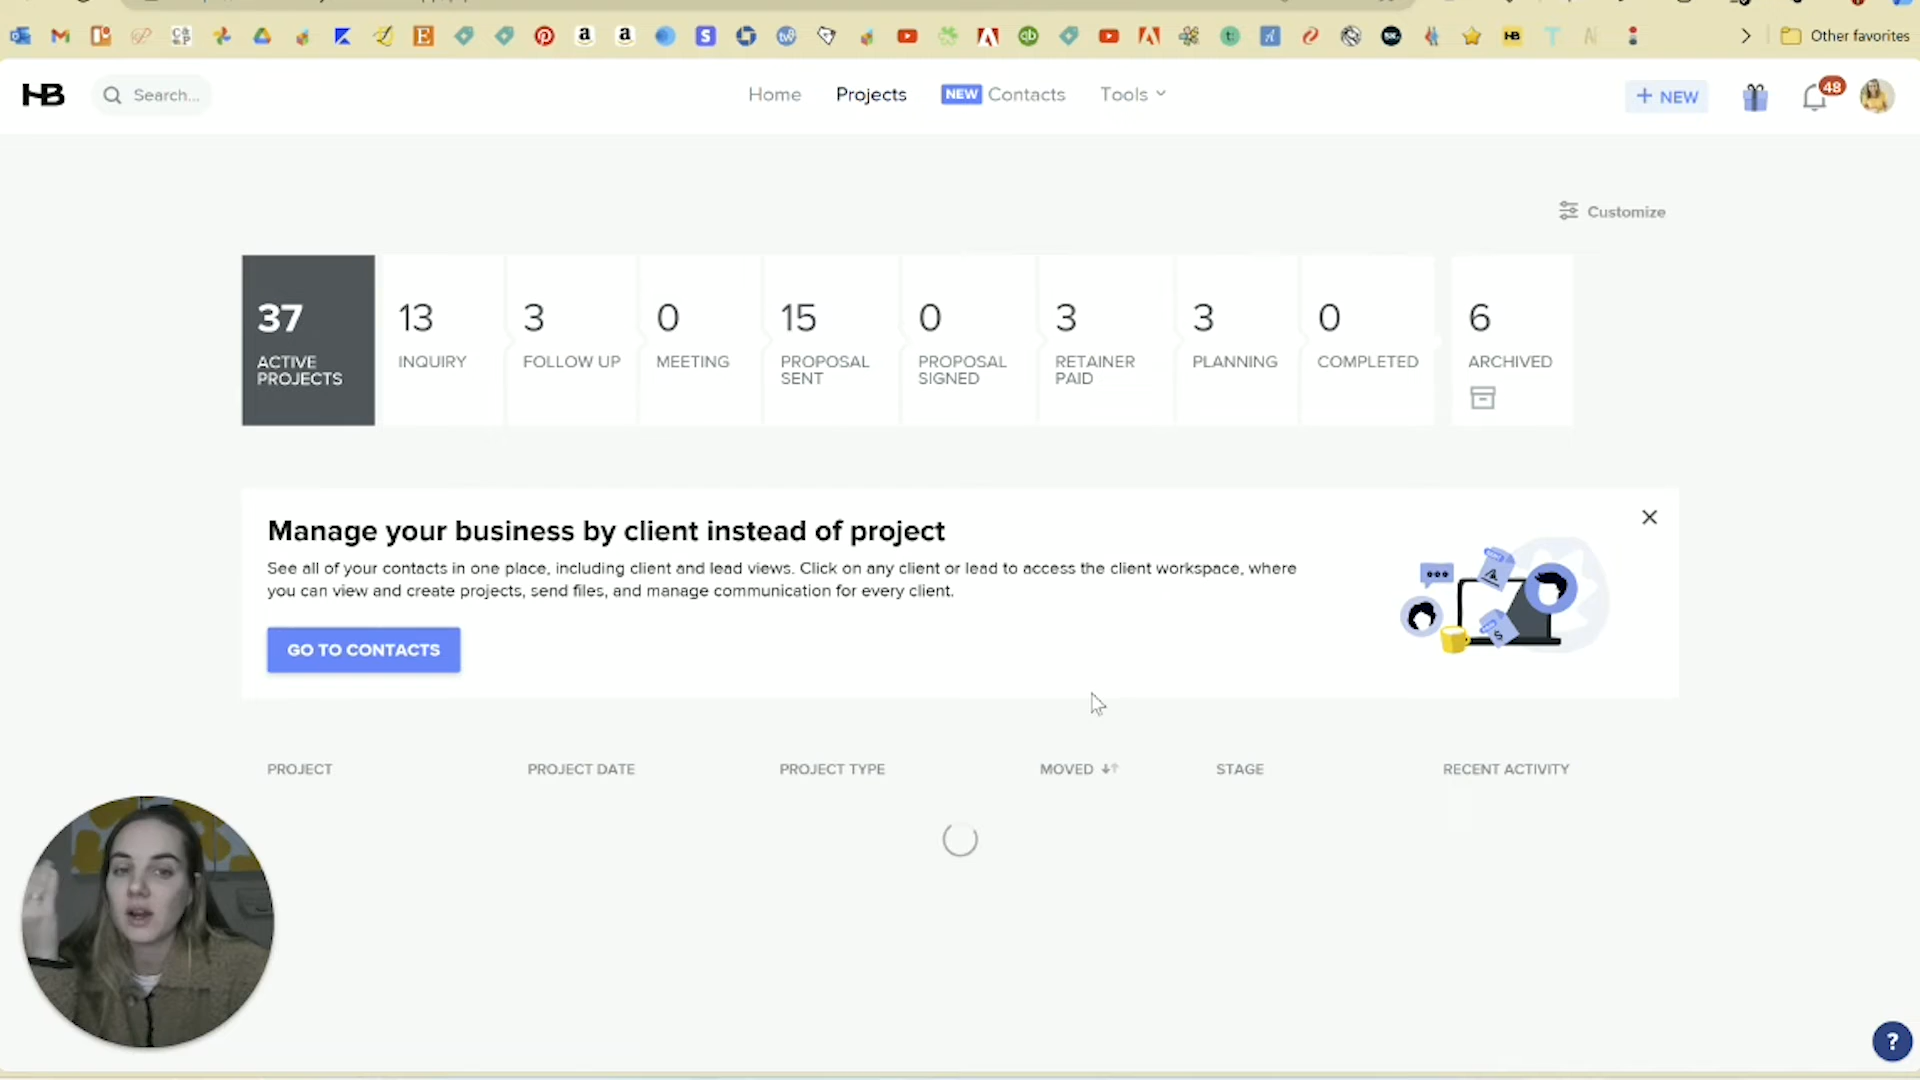 Other favorites
HB
Search...
Home
Projects
NEW Contacts
Tools
+ NEW
48
Customize
37
ACTIVE
PROJECTS
13
INQUIRY
3
FOLLOW UP
0
MEETING
15
PROPOSAL
SENT
0
PROPOSAL
SIGNED
3
RETAINER
PAID
3
PLANNING
0
COMPLETED
6
ARCHIVED
Manage your business by client instead of project
See all of your contacts in one place, including client and lead views. Click on any client or lead to access the client workspace, where
you can view and create projects, send files, and manage communication for every client.
GO TO CONTACTS
PROJECT
PROJECT DATE
PROJECT TYPE
MOVED
STAGE
RECENT ACTIVITY
?